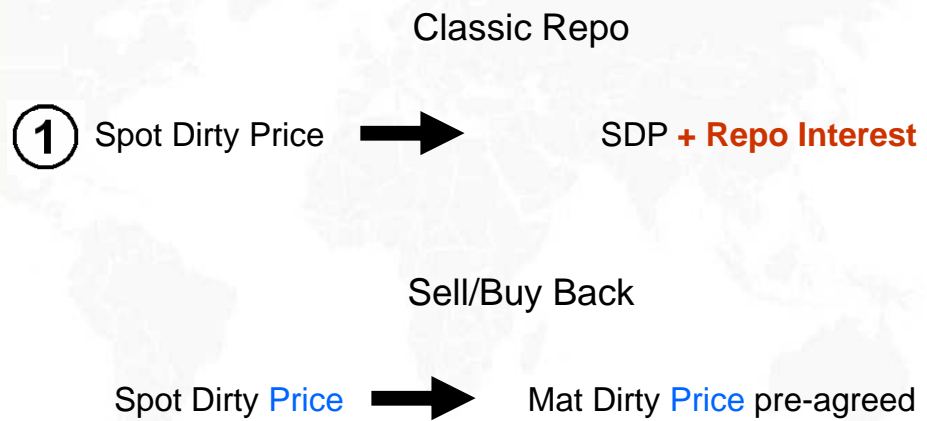 Classic Repo
1 Spot Dirty Price SDP + Repo Interest
Sell/Buy Back
Spot Dirty Price Mat Dirty Price pre-agreed